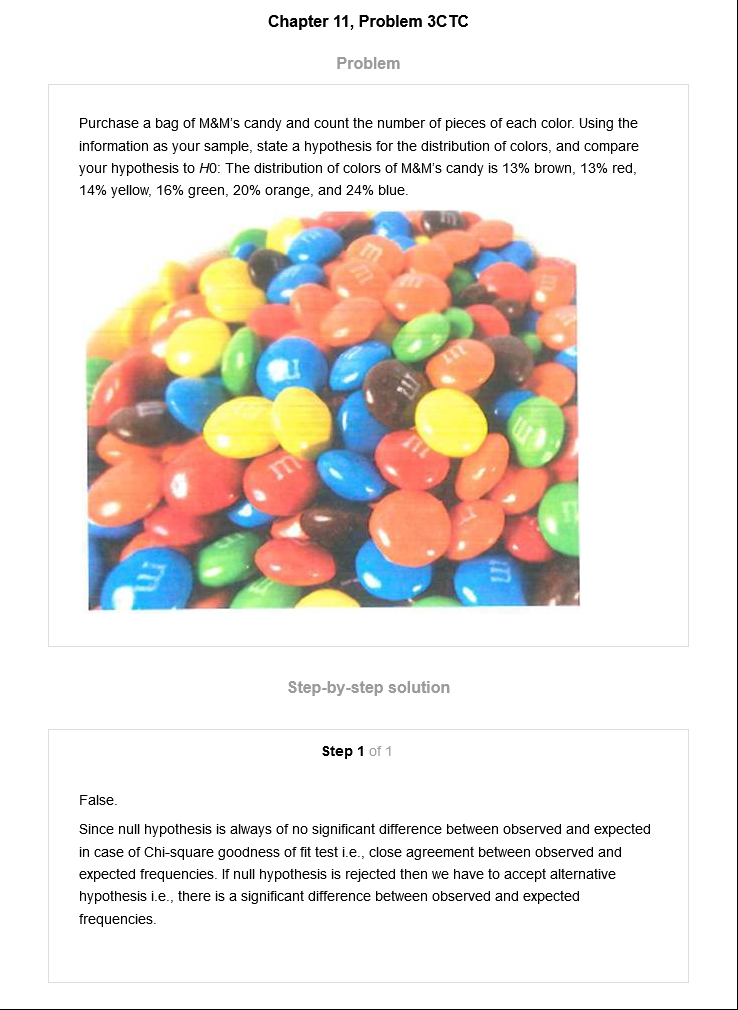 Chapter 11, Problem 3CTC
Problem
Purchase a bag of M&M's candy and count the number of pieces of each color. Using the
information as your sample, state a hypothesis for the distribution of colors, and compare
your hypothesis to H0: The distribution of colors of M&M's candy is 13% brown, 13% red,
14% yellow, 16% green, 20% orange, and 24% blue.
m
m
m
m
m
m
m
m
m
m
m
m
Step-by-step solution
Step 1 of 1
False.
Since null hypothesis is always of no significant difference between observed and expected
in case of Chi-square goodness of fit test i.e., close agreement between observed and
expected frequencies. If null hypothesis is rejected then we have to accept alternative
hypothesis i.e., there is a significant difference between observed and expected
frequencies.